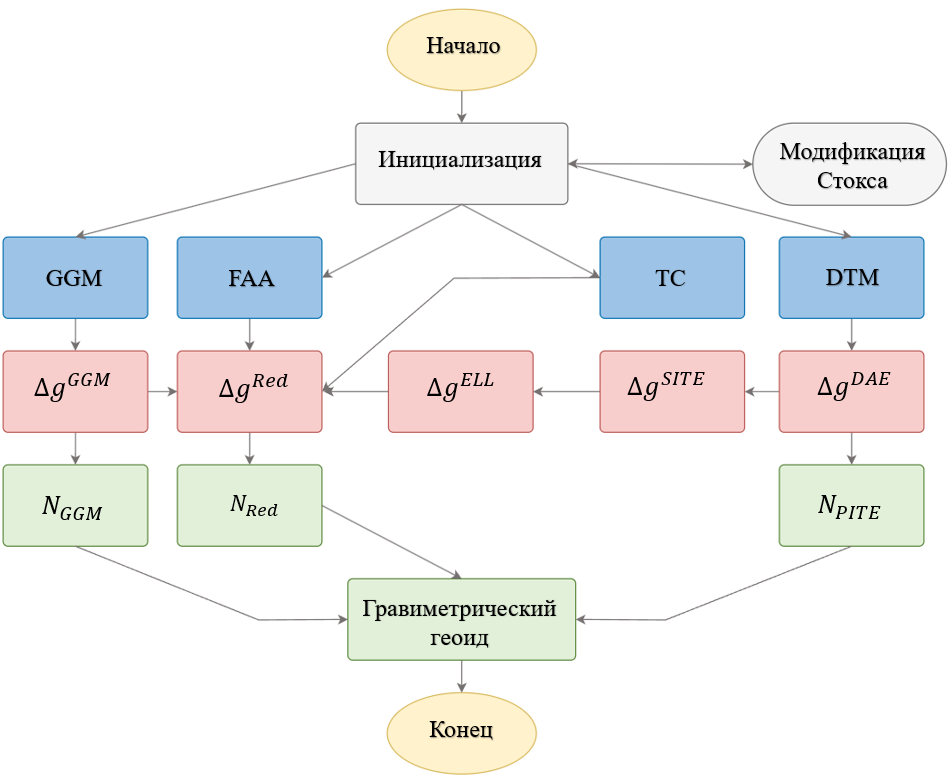 Начало
Инициализация
Модификация
Стокса
GGM
FAA
TC
DTM
Δg^GGM
Δg^Red
Δg^ELL
Δg^SITE
Δg^DAE
N_GGM
N_Red
N_PITE
Гравиметрический
геоид
Конец